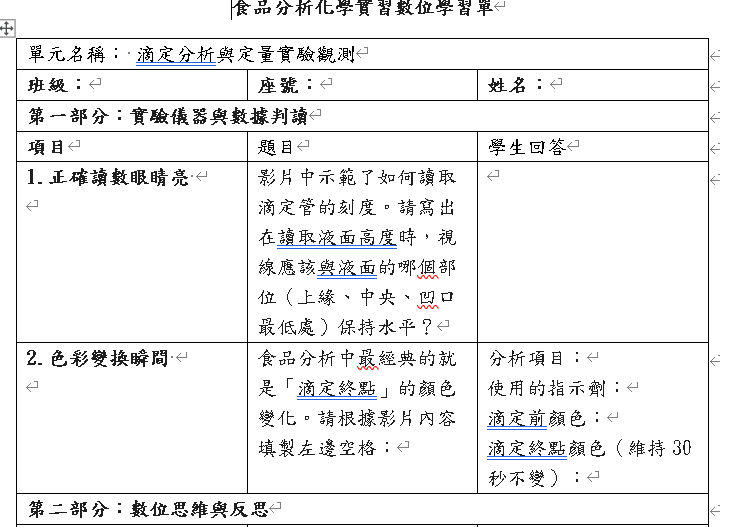 食品分析化學實習數位學習單
單元名稱： 滴定分析與定量實驗觀測
班級：
座號：
姓名：
第一部分：實驗儀器與數據判讀
項目
題目
學生回答
1. 正確讀數眼睛亮
影片中示範了如何讀取
滴定管的刻度。請寫出
在讀取液面高度時，視
線應該與液面的哪個部
位（上緣、中央、凹口
最低處）保持水平？
2. 色彩變換瞬間
食品分析中最經典的就
是「滴定終點」的顏色
變化。請根據影片內容
填製左邊空格：
分析項目：
使用的指示劑：
滴定前顏色：
滴定終點顏色（維持 30
秒不變）：
第二部分：數位思維與反思